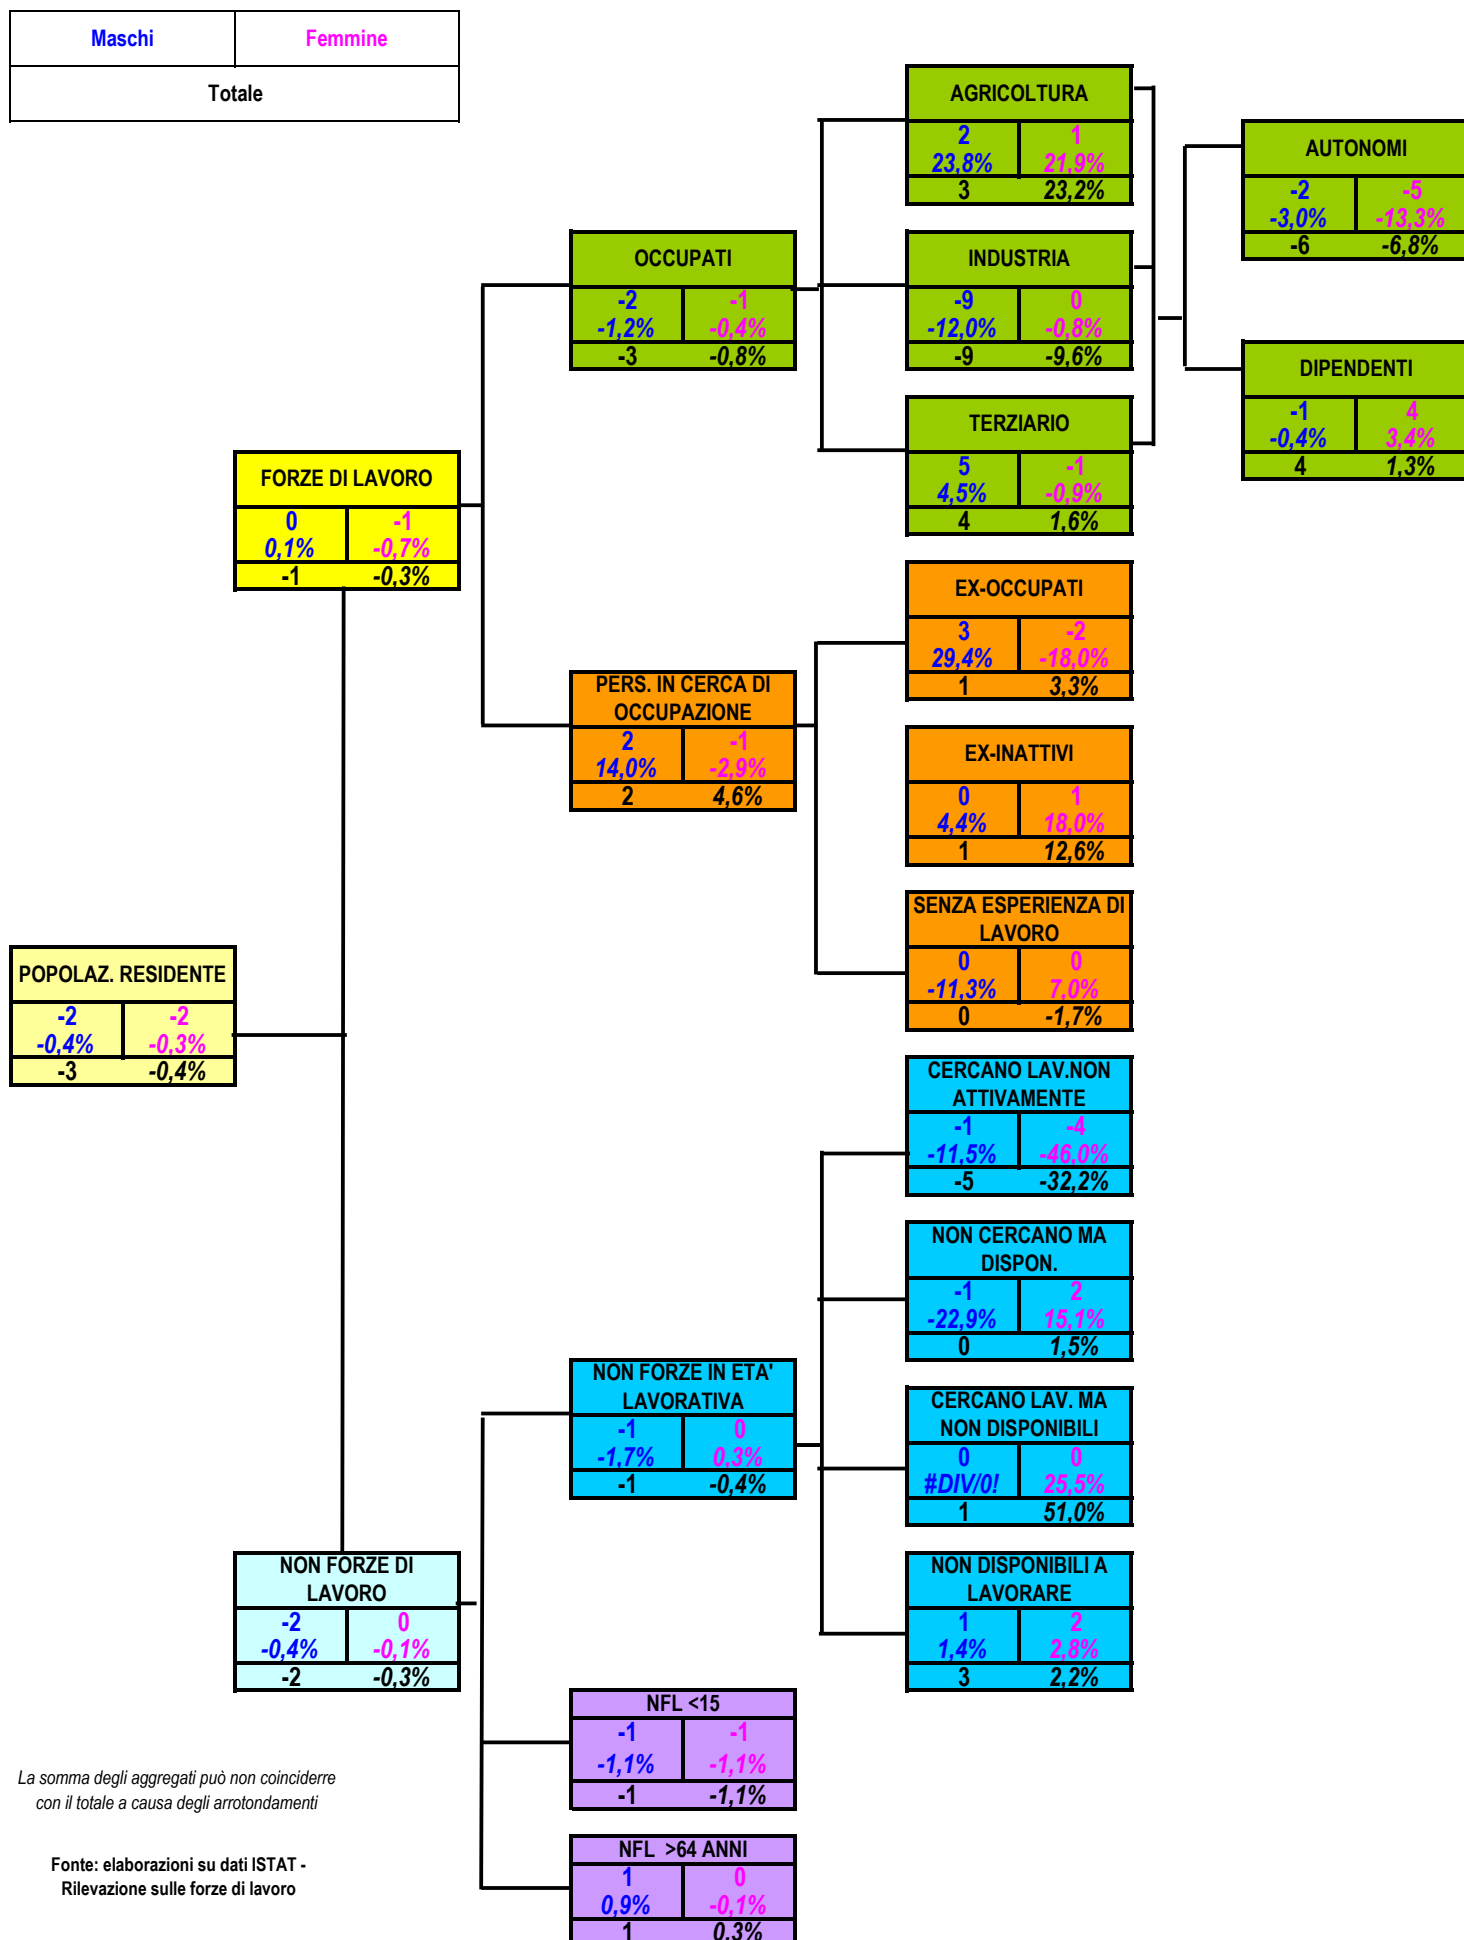 Maschi Femmine
Totale
AGRICOLTURA
2 1
23,8% 21,9%
3 23,2%
AUTONOMI
-2 -5
-3,0% -13,3%
-6 -6,8%
OCCUPATI
-2 -1
-1,2% -0,4%
-3 -0,8%
INDUSTRIA
-9 0
-12,0% -0,8%
-9 -9,6%
DIPENDENTI
-1 4
-0,4% 3,4%
4 1,3%
TERZIARIO
5 -1
4,5% -0,9%
4 1,6%
FORZE DI LAVORO
0 -1
0,1% -0,7%
-1 -0,3%
EX-OCCUPATI
3 -2
29,4% -18,0%
1 3,3%
PERS. IN CERCA DI
OCCUPAZIONE
2 -1
14,0% -2,9%
2 4,6%
EX-INATTIVI
0 1
4,4% 18,0%
1 12,6%
SENZA ESPERIENZA DI
LAVORO
0 0
-11,3% 7,0%
0 -1,7%
POPOLAZ. RESIDENTE
-2 -2
-0,4% -0,3%
-3 -0,4%
CERCANO LAV.NON
ATTIVAMENTE
-1 -4
-11,5% -46,0%
-5 -32,2%
NON CERCANO MA
DISPON.
-1 2
-22,9% 15,1%
0 1,5%
NON FORZE IN ETA'
LAVORATIVA
-1 0
-1,7% 0,3%
-1 -0,4%
CERCANO LAV. MA
NON DISPONIBILI
0 0
#DIV/0! 25,5%
1 51,0%
NON FORZE DI
LAVORO
-2 0
-0,4% -0,1%
-2 -0,3%
NON DISPONIBILI A
LAVORARE
1 2
1,4% 2,8%
3 2,2%
NFL <15
-1 -1
-1,1% -1,1%
-1 -1,1%
La somma degli aggregati può non coinciderre
con il totale a causa degli arrotondamenti
NFL >64 ANNI
1 0
0,9% -0,1%
1 0,3%
Fonte: elaborazioni su dati ISTAT -
Rilevazione sulle forze di lavoro